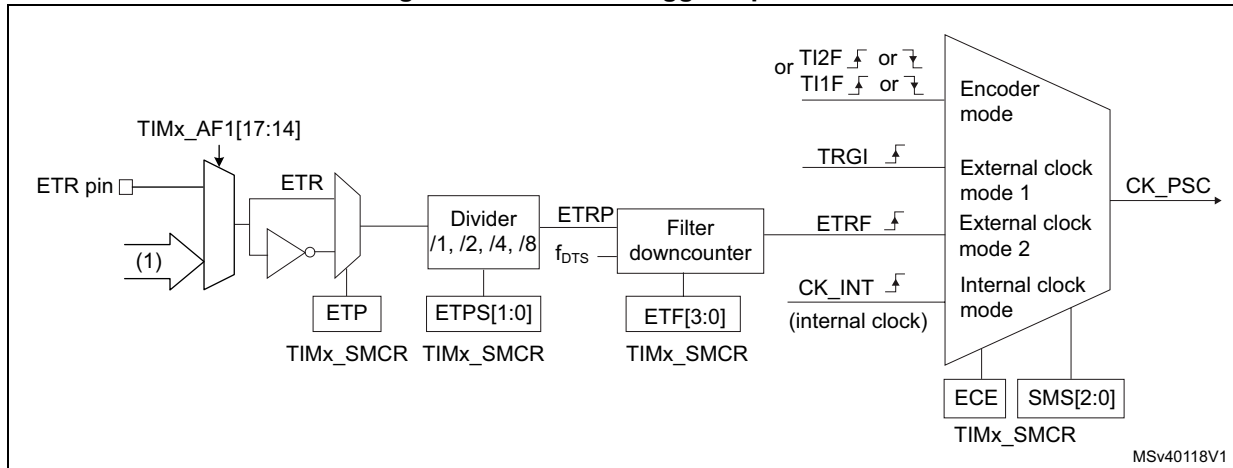 or TI2F or
TI1F or
Encoder
mode
TIMx_AF1[17:14]
ETR pin
ETR
(1)
TRGI
External clock
mode 1
CK_PSC
Divider
/1, /2, /4, /8
ETRP
fDTS
Filter
downcounter
ETRF
External clock
mode 2
CK_INT
(internal clock)
Internal clock
mode
ETP
TIMx_SMCR
ETPS[1:0]
TIMx_SMCR
ETF[3:0]
TIMx_SMCR
ECE
SMS[2:0]
TIMx_SMCR
MSv40118V1